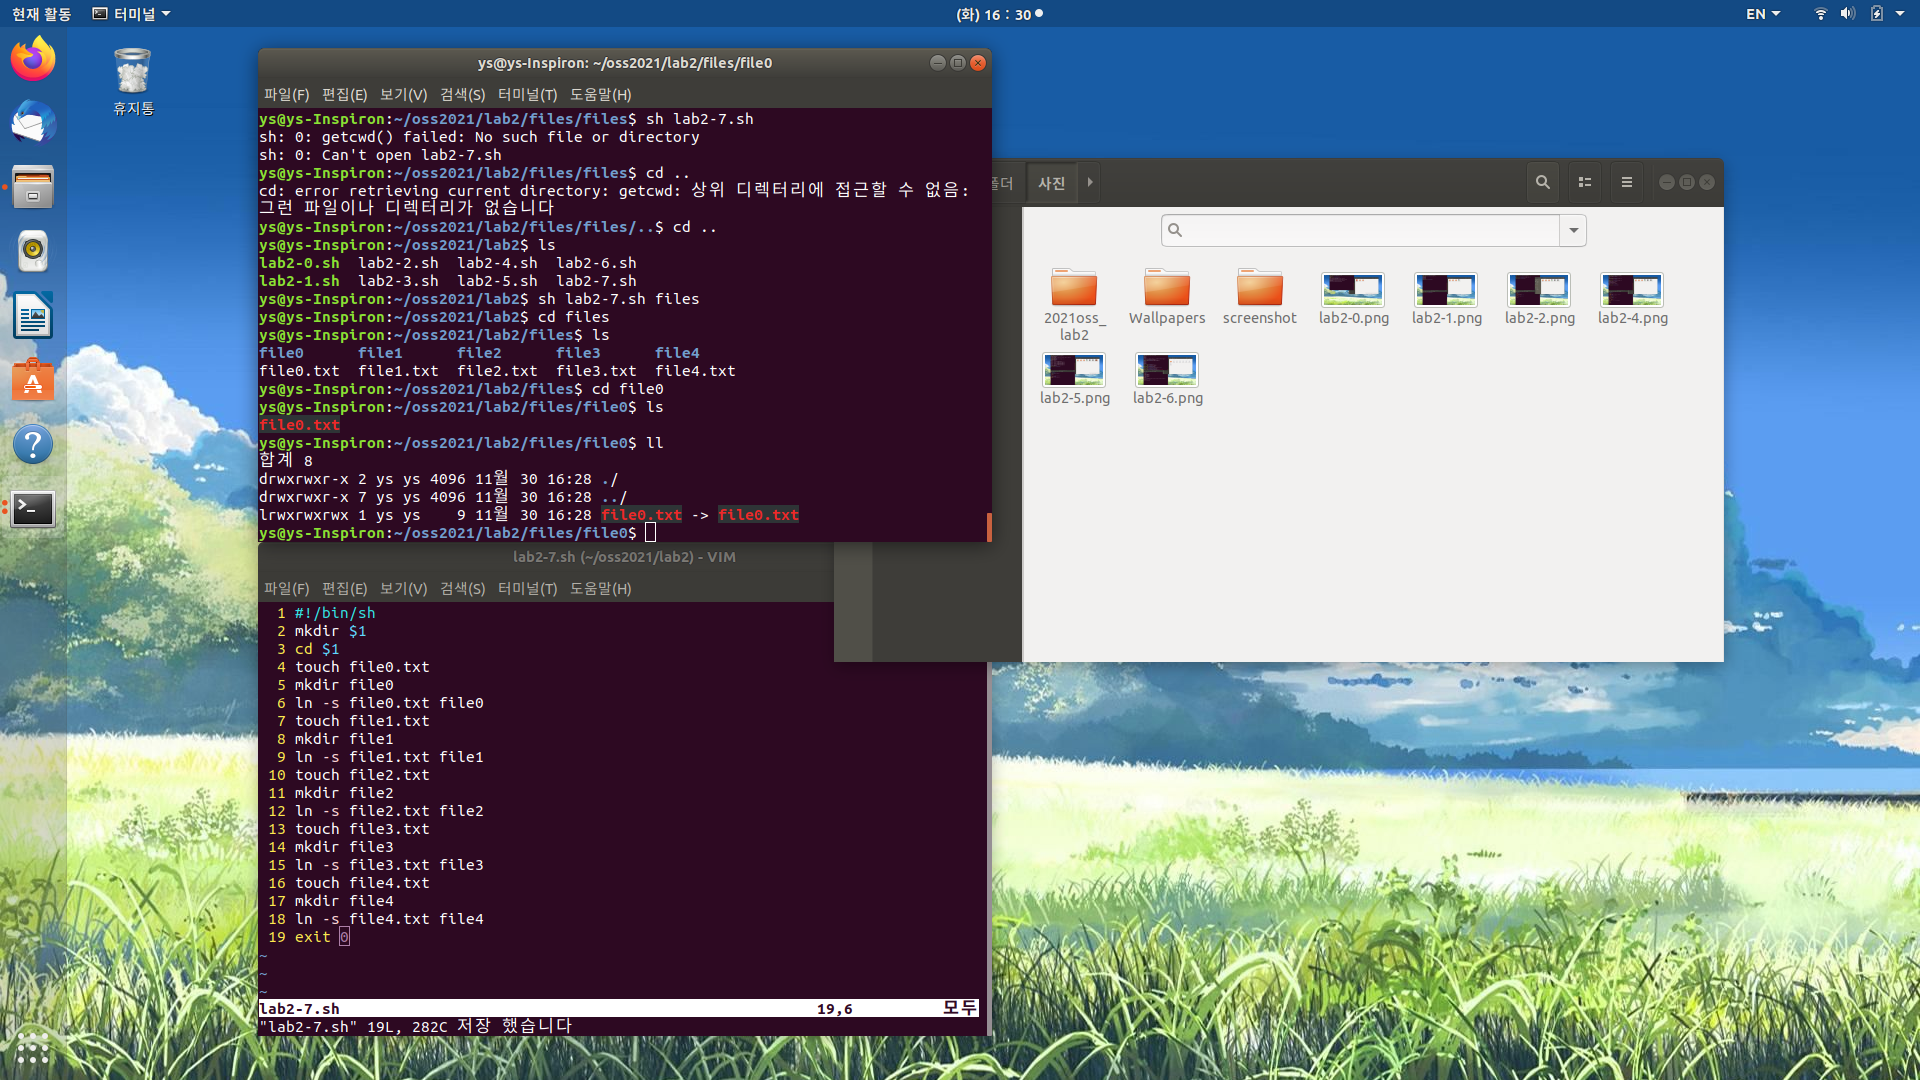 현재 활동
터미널
(화) 16 : 30
EN
휴지통
ys@ys-Inspiron: ~/oss2021/lab2/files/file0
파일(F) 편집(E) 보기(V) 검색(S) 터미널(T) 도움말(H)
ys@ys-Inspiron:~/oss2021/lab2/files/files$ sh lab2-7.sh
sh: 0: getcwd() failed: No such file or directory
sh: 0: Can't open lab2-7.sh
ys@ys-Inspiron:~/oss2021/lab2/files/files$ cd ..
cd: error retrieving current directory: getcwd: 상위 디렉터리에 접근할 수 없음:
그런 파일이나 디렉터리가 없습니다
ys@ys-Inspiron:~/oss2021/lab2/files/files/..$ cd ..
ys@ys-Inspiron:~/oss2021/lab2$ ls
lab2-0.sh  lab2-2.sh  lab2-4.sh  lab2-6.sh
lab2-1.sh  lab2-3.sh  lab2-5.sh  lab2-7.sh
ys@ys-Inspiron:~/oss2021/lab2$ sh lab2-7.sh files
ys@ys-Inspiron:~/oss2021/lab2$ cd files
ys@ys-Inspiron:~/oss2021/lab2/files$ ls
file0      file1      file2      file3      file4
file0.txt  file1.txt  file2.txt  file3.txt  file4.txt
ys@ys-Inspiron:~/oss2021/lab2/files$ cd file0
ys@ys-Inspiron:~/oss2021/lab2/files/file0$ ls
file0.txt
ys@ys-Inspiron:~/oss2021/lab2/files/file0$ ll
합계 8
drwxrwxr-x 2 ys ys 4096 11월 30 16:28 ./
drwxrwxr-x 7 ys ys 4096 11월 30 16:28 ../
lrwxrwxrwx 1 ys ys    9 11월 30 16:28 file0.txt -> file0.txt
ys@ys-Inspiron:~/oss2021/lab2/files/file0$
lab2-7.sh (~/oss2021/lab2) - VIM
파일(F) 편집(E) 보기(V) 검색(S) 터미널(T) 도움말(H)
1 #!/bin/sh
2 mkdir $1
3 cd $1
4 touch file0.txt
5 mkdir file0
6 ln -s file0.txt file0
7 touch file1.txt
8 mkdir file1
9 ln -s file1.txt file1
10 touch file2.txt
11 mkdir file2
12 ln -s file2.txt file2
13 touch file3.txt
14 mkdir file3
15 ln -s file3.txt file3
16 touch file4.txt
17 mkdir file4
18 ln -s file4.txt file4
19 exit 0
~
~
~
lab2-7.sh 19,6 모두
"lab2-7.sh" 19L, 282C 저장 했습니다
사진
2021oss_
lab2
Wallpapers
screenshot
lab2-0.png
lab2-1.png
lab2-2.png
lab2-4.png
lab2-5.png
lab2-6.png